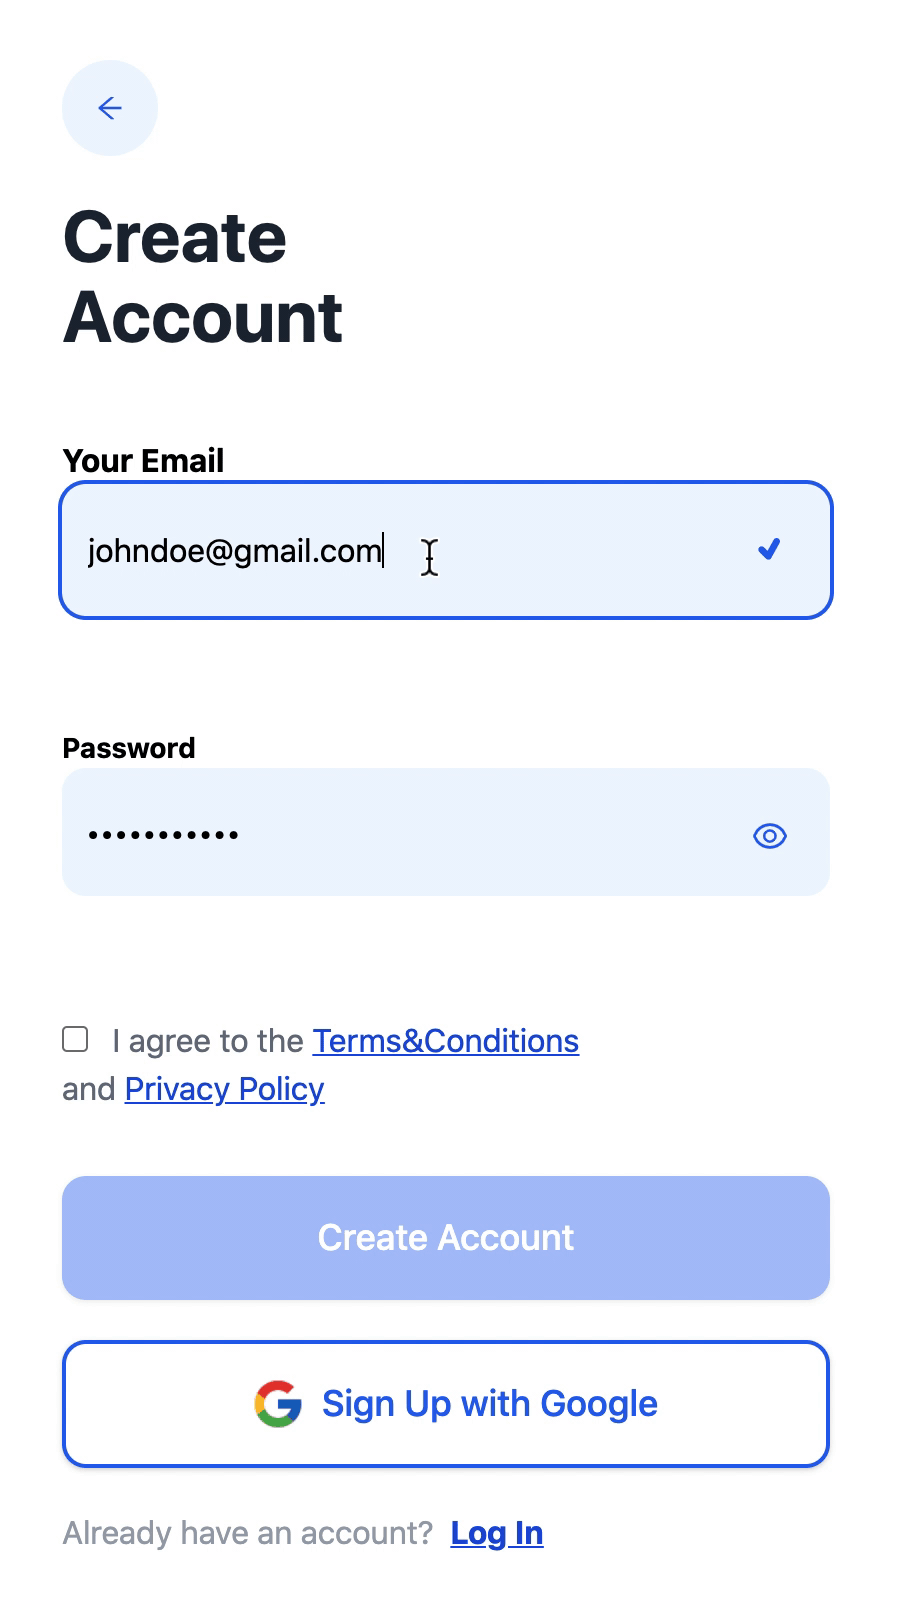 Create
Account
Your Email
johndoe@gmail.com
Password
•••••••••••
I agree to the Terms&Conditions
and Privacy Policy
Create Account
Sign Up with Google
Already have an account? Log In